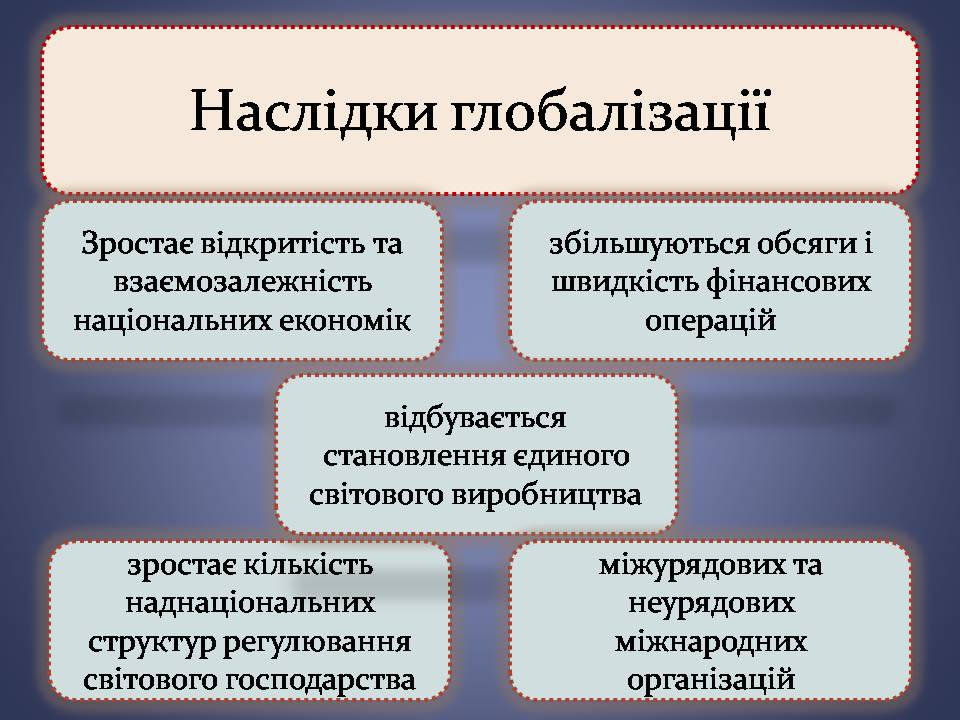 Наслідки глобалізації
Зростає відкритість та
взаємозалежність
національних економік
збільшуються обсяги і
швидкість фінансових
операцій
відбувається
становлення єдиного
світового виробництва
зростає кількість
наднаціональних
структур регулювання
світового господарства
міжурядових та
неурядових
міжнародних
організацій